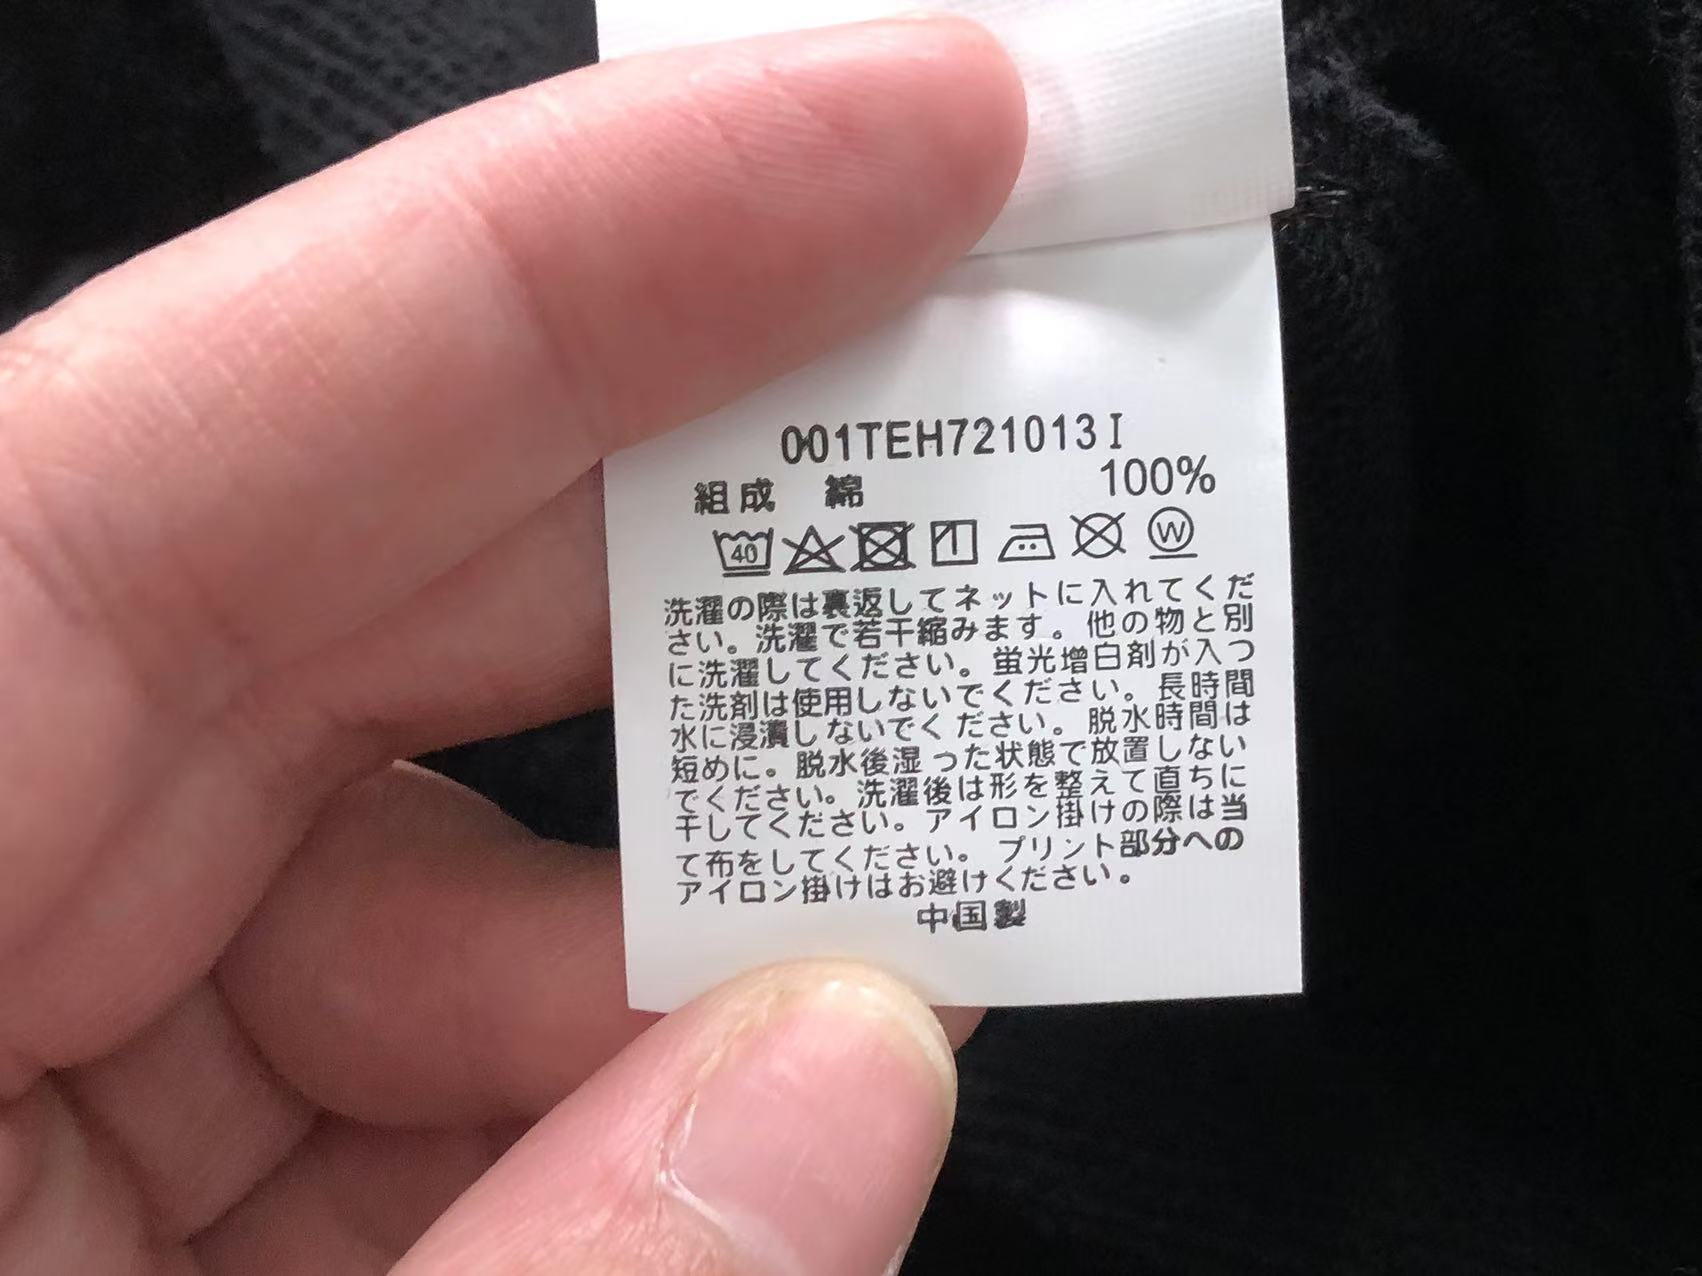 001TEH721013I
組成 綿 100%
40 W
洗濯の際は裏返してネットに入れてくだ
さい。洗濯で若干縮みます。他の物と別
に洗濯してください。蛍光増白剤が入つ
た洗剤は使用しないでください。長時間
水に浸漬しないでください。脱水時間は
短めに。脱水後湿った状態で放置しない
でください。洗濯後は形を整えて直ちに
干してください。アイロン掛けの際は当
て布をしてください。プリント部分への
アイロン掛けはお避けください。
中国製